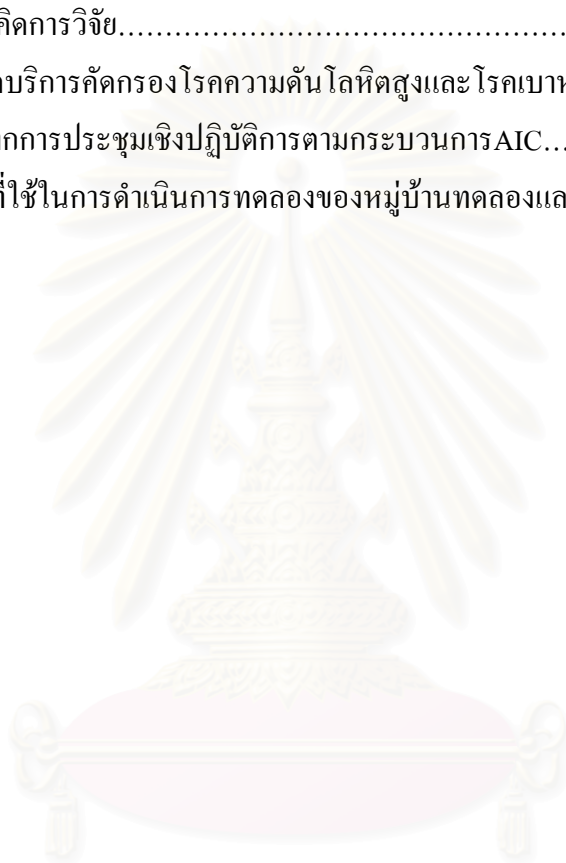 คิดการวิจัย................................................
บริการคัดกรองโรคความดันโลหิตสูงและโรคเบาห
กการประชุมเชิงปฏิบัติการตามกระบวนการAIC...
ที่ใช้ในการดำเนินการทดลองของหมู่บ้านทดลองแล